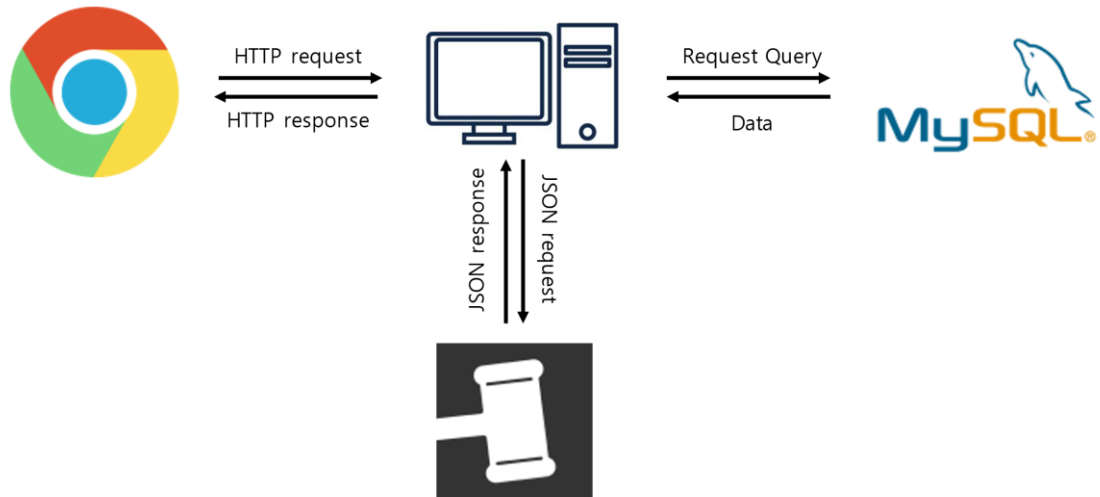 HTTP request
HTTP response
Request Query
Data
MySQL®
JSON response
JSON request